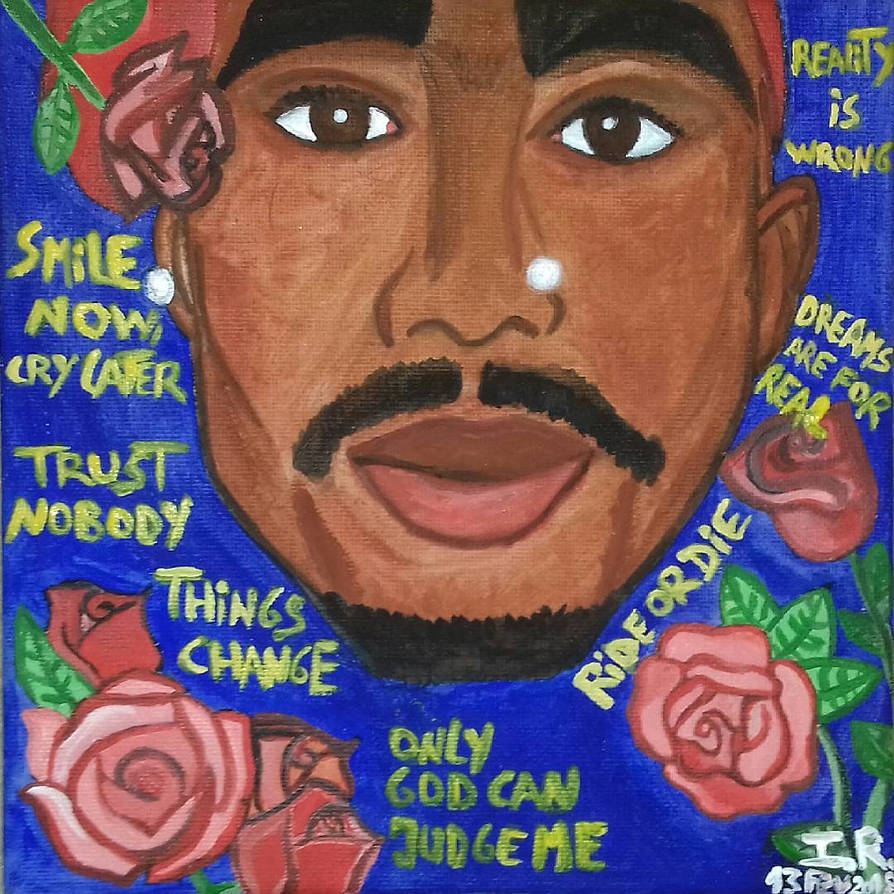 REALITY
iS
WRONG
SMiLE
NOW,
CRY LATER
DREAMS
ARE FOR
REAL
TRUST
NOBODY
THiNGS
CHANGE
RiDE OR DiE
ONLY
GOD CAN
JUDGE ME
I.R.